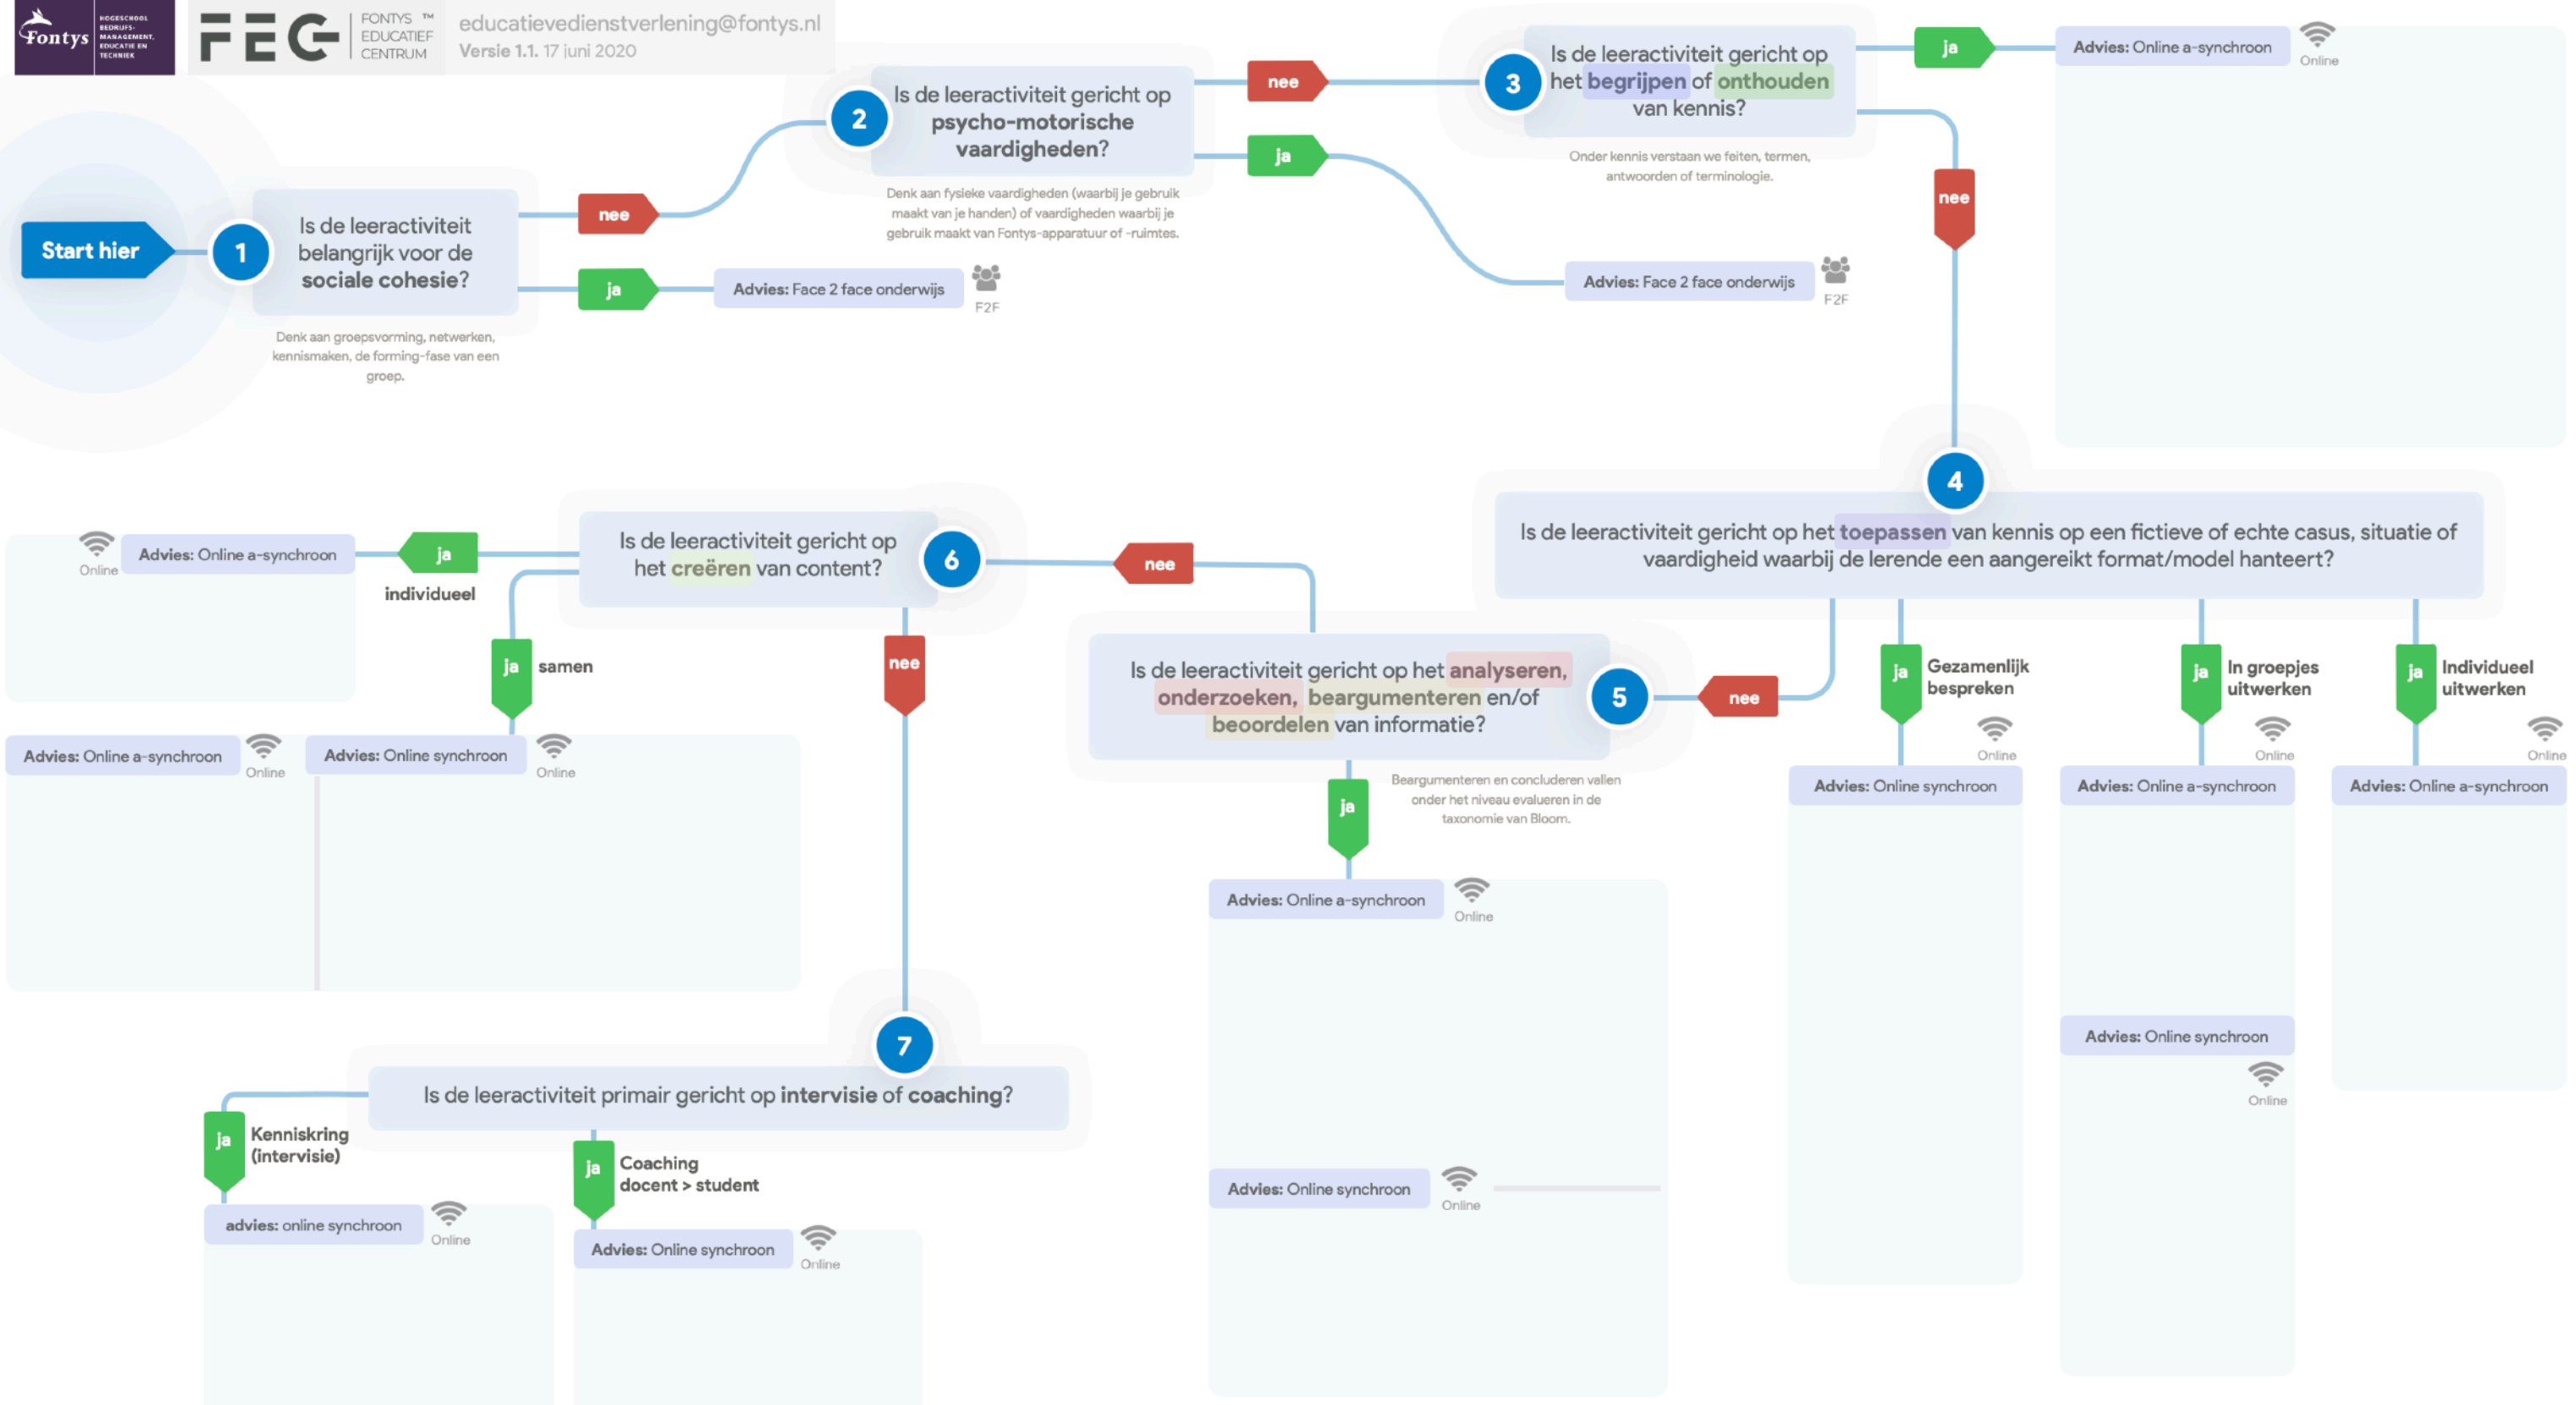 Fontys
HOGESCHOOL
BEDRIJFS-
MANAGEMENT,
EDUCATIE EN
TECHNIEK
FEC
FONTYS ™
EDUCATIEF
CENTRUM
educatievedienstverlening@fontys.nl
Versie 1.1. 17 juni 2020
Start hier
1
Is de leeractiviteit
belangrijk voor de
sociale cohesie?
Denk aan groepsvorming, netwerken,
kennismaken, de forming-fase van een
groep.
nee
ja
Advies: Face 2 face onderwijs
F2F
2
Is de leeractiviteit gericht op
psycho-motorische
vaardigheden?
Denk aan fysieke vaardigheden (waarbij je gebruik
maakt van je handen) of vaardigheden waarbij je
gebruik maakt van Fontys-apparatuur of -ruimtes.
nee
ja
Advies: Face 2 face onderwijs
F2F
3
Is de leeractiviteit gericht op
het begrijpen of onthouden
van kennis?
Onder kennis verstaan we feiten, termen,
antwoorden of terminologie.
ja
Advies: Online a-synchroon
Online
nee
4
Is de leeractiviteit gericht op het toepassen van kennis op een fictieve of echte casus, situatie of
vaardigheid waarbij de lerende een aangereikt format/model hanteert?
ja
Gezamenlijk
bespreken
Online
Advies: Online synchroon
ja
In groepjes
uitwerken
Online
Advies: Online a-synchroon
Advies: Online synchroon
Online
ja
Individueel
uitwerken
Online
Advies: Online a-synchroon
nee
5
Is de leeractiviteit gericht op het analyseren,
onderzoeken, beargumenteren en/of
beoordelen van informatie?
Beargumenteren en concluderen vallen
onder het niveau evalueren in de
taxonomie van Bloom.
ja
Advies: Online a-synchroon
Online
Advies: Online synchroon
Online
nee
6
Is de leeractiviteit gericht op
het creëren van content?
ja
individueel
Advies: Online a-synchroon
Online
ja
samen
Advies: Online a-synchroon
Online
Advies: Online synchroon
Online
nee
7
Is de leeractiviteit primair gericht op intervisie of coaching?
ja
Kenniskring
(intervisie)
advies: online synchroon
Online
ja
Coaching
docent > student
Advies: Online synchroon
Online